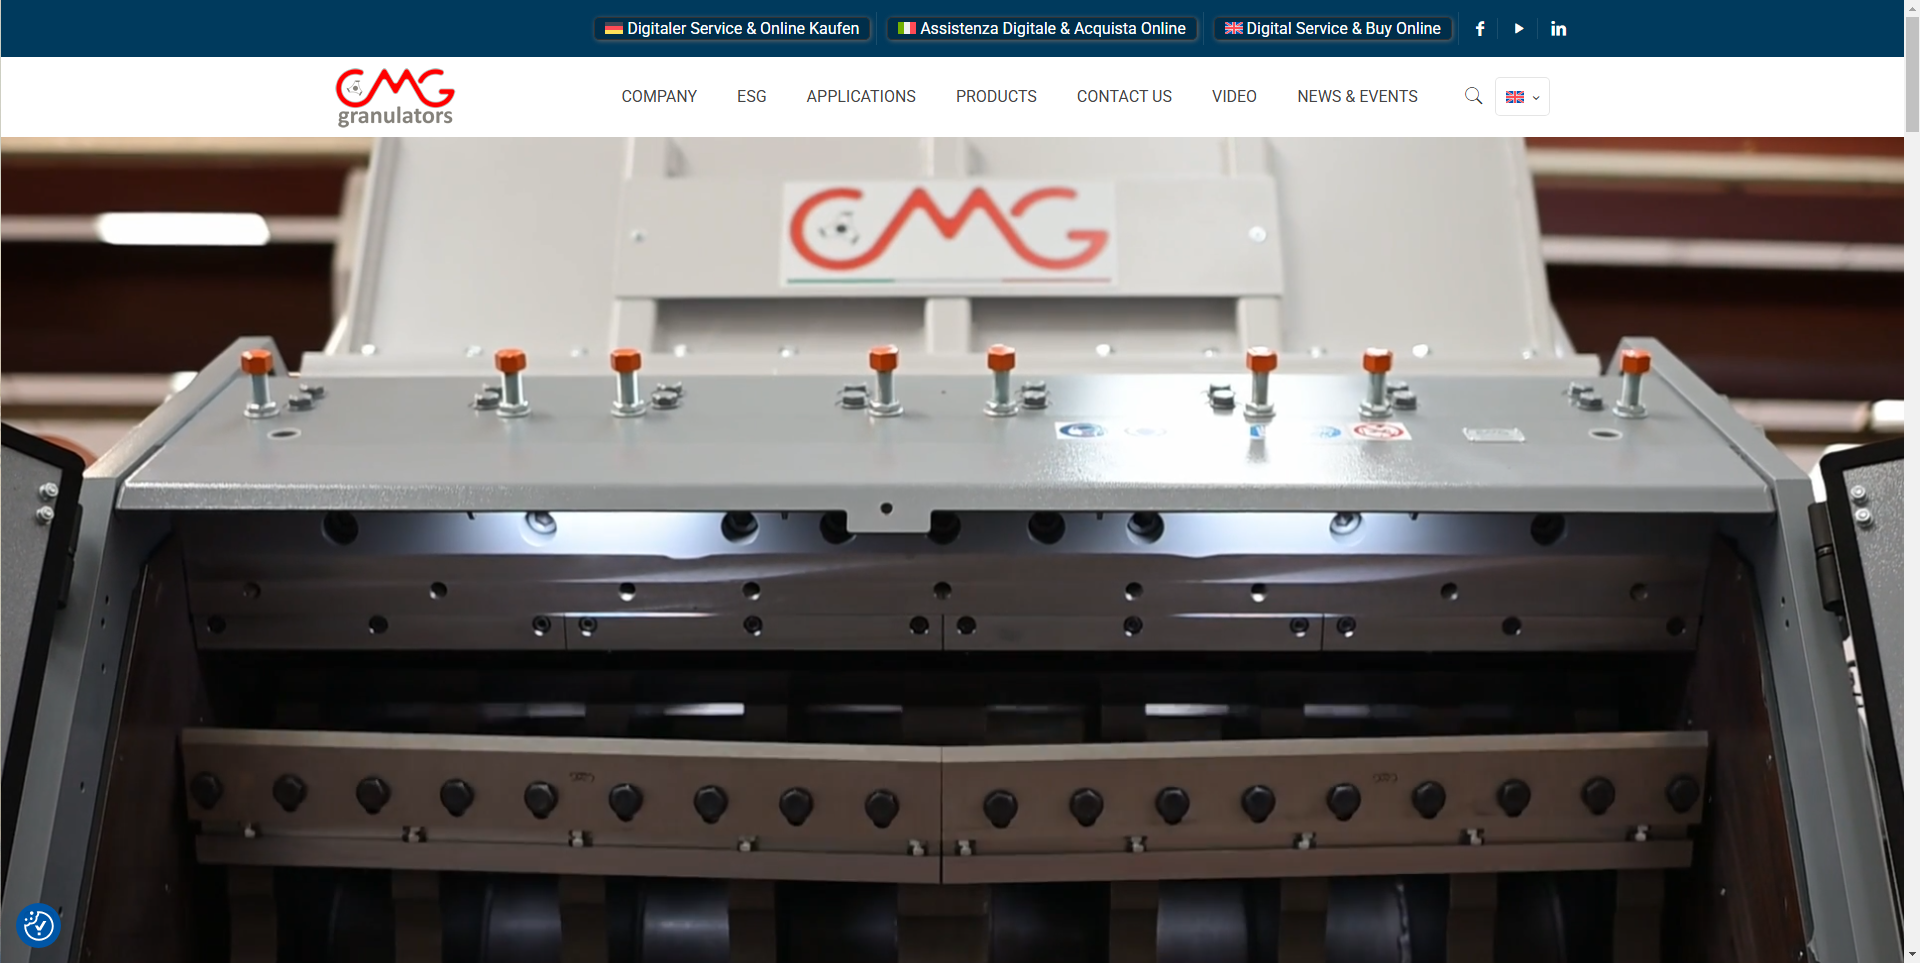 Digitaler Service & Online Kaufen
Assistenza Digitale & Acquista Online
Digital Service & Buy Online
CMG
granulators
COMPANY
ESG
APPLICATIONS
PRODUCTS
CONTACT US
VIDEO
NEWS & EVENTS
CMG